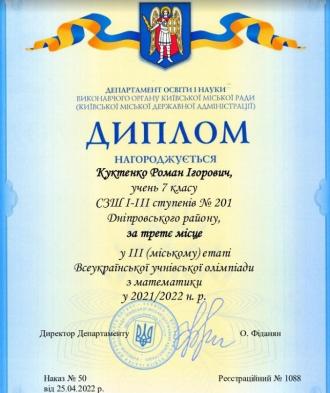 ДЕПАРТАМЕНТ ОСВІТИ І НАУКИ
ВИКОНАВЧОГО ОРГАНУ КИЇВСЬКОЇ МІСЬКОЇ РАДИ
(КИЇВСЬКОЇ МІСЬКОЇ ДЕРЖАВНОЇ АДМІНІСТРАЦІЇ)
ДИПЛОМ
НАГОРОДЖУЄТЬСЯ
Куктенко Роман Ігорович,
учень 7 класу
СЗШ І-ІІІ ступенів № 201
Дніпровського району,
за третє місце
у ІІІ (міському) етапі
Всеукраїнської учнівської олімпіади
з математики
у 2021/2022 н. р.
Директор Департаменту О. Фіданян
Наказ № 50 Реєстраційний № 1088
від 25.04.2022 р.